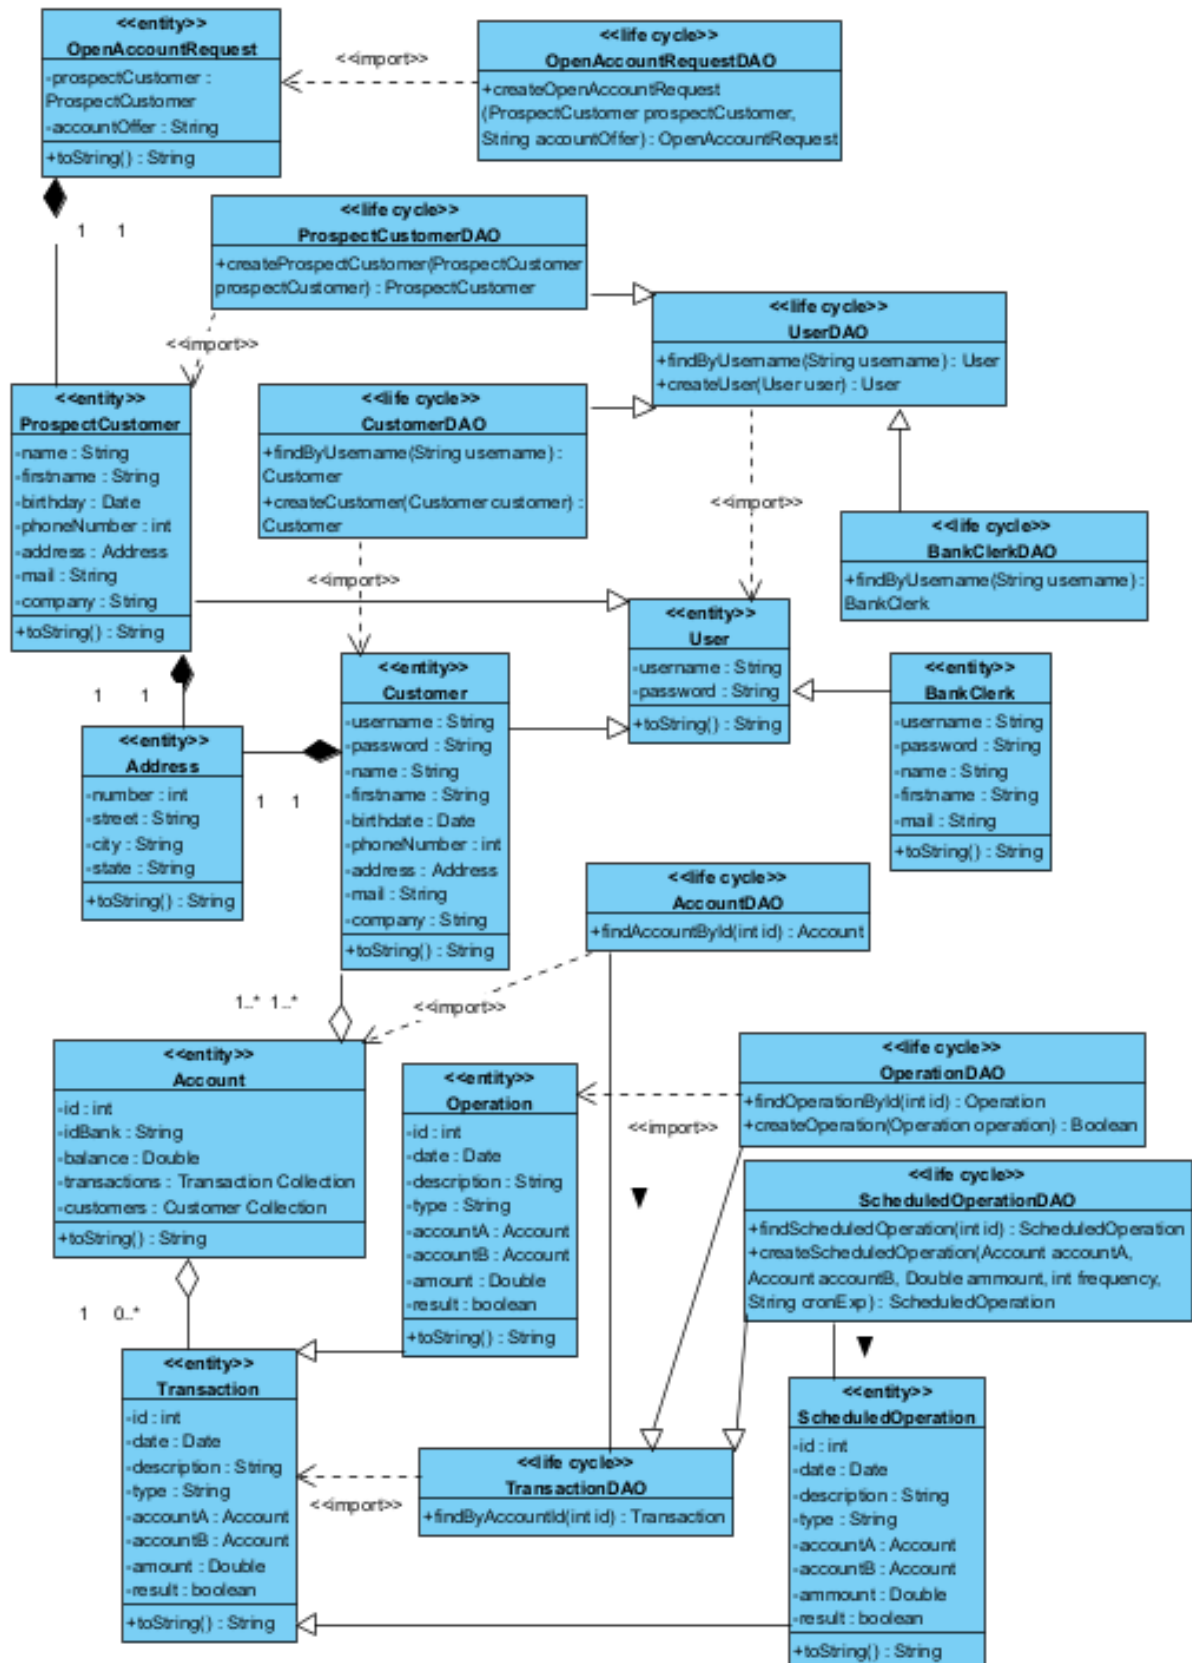 <<entity>>
OpenAccountRequest
-prospectCustomer :
ProspectCustomer
-accountOffer : String
+toString() : String
<<import>>
<<life cycle>>
OpenAccountRequestDAO
+createOpenAccountRequest
(ProspectCustomer prospectCustomer,
String accountOffer) : OpenAccountRequest
1 1
<<life cycle>>
ProspectCustomerDAO
+createProspectCustomer(ProspectCustomer
prospectCustomer) : ProspectCustomer
<<import>>
<<life cycle>>
UserDAO
+findByUsername(String username) : User
+createUser(User user) : User
<<entity>>
ProspectCustomer
-name : String
-firstname : String
-birthday : Date
-phoneNumber : int
-address : Address
-mail : String
-company : String
+toString() : String
<<life cycle>>
CustomerDAO
+findByUsername(String username) :
Customer
+createCustomer(Customer customer) :
Customer
<<import>>
<<import>>
<<life cycle>>
BankClerkDAO
+findByUsername(String username) :
BankClerk
<<entity>>
User
-username : String
-password : String
+toString() : String
1 1
<<entity>>
Customer
-username : String
-password : String
-name : String
-firstname : String
-birthdate : Date
-phoneNumber : int
-address : Address
-mail : String
-company : String
+toString() : String
<<entity>>
BankClerk
-username : String
-password : String
-name : String
-firstname : String
-mail : String
+toString() : String
<<entity>>
Address
-number : int
-street : String
-city : String
-state : String
+toString() : String
1 1
<<life cycle>>
AccountDAO
+findAccountById(int id) : Account
1..* 1..*
<<import>>
<<entity>>
Account
-id : int
-idBank : String
-balance : Double
-transactions : Transaction Collection
-customers : Customer Collection
+toString() : String
<<entity>>
Operation
-id : int
-date : Date
-description : String
-type : String
-accountA : Account
-accountB : Account
-amount : Double
-result : boolean
+toString() : String
<<import>>
<<life cycle>>
OperationDAO
+findOperationById(int id) : Operation
+createOperation(Operation operation) : Boolean
<<life cycle>>
ScheduledOperationDAO
+findScheduledOperation(int id) : ScheduledOperation
+createScheduledOperation(Account accountA,
Account accountB, Double ammount, int frequency,
String cronExp) : ScheduledOperation
1 0..*
<<entity>>
Transaction
-id : int
-date : Date
-description : String
-type : String
-accountA : Account
-accountB : Account
-amount : Double
-result : boolean
+toString() : String
<<import>>
<<life cycle>>
TransactionDAO
+findByAccountId(int id) : Transaction
<<entity>>
ScheduledOperation
-id : int
-date : Date
-description : String
-type : String
-accountA : Account
-accountB : Account
-ammount : Double
-result : boolean
+toString() : String